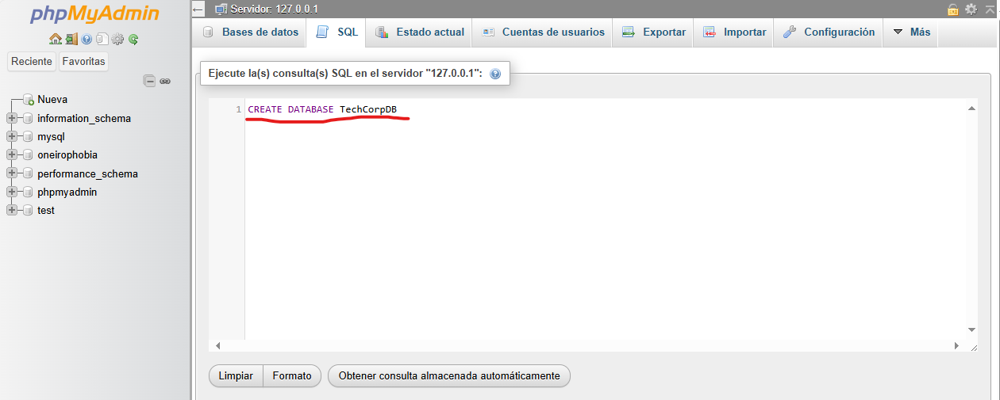 phpMyAdmin
Reciente
Favoritas
Nueva
information_schema
mysql
oneirophobia
performance_schema
phpmyadmin
test
Servidor: 127.0.0.1
Bases de datos
SQL
Estado actual
Cuentas de usuarios
Exportar
Importar
Configuración
Más
Ejecute la(s) consulta(s) SQL en el servidor "127.0.0.1":
1 CREATE DATABASE TechCorpDB
Limpiar
Formato
Obtener consulta almacenada automáticamente